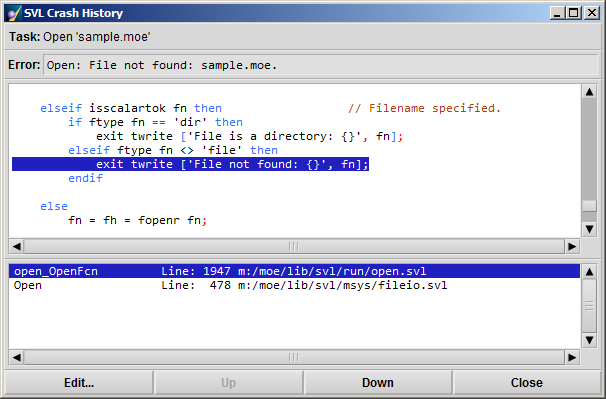 SVL Crash History
Task: Open 'sample.moe'
Error: Open: File not found: sample.moe.
elseif isscalartok fn then // Filename specified.
if ftype fn == 'dir' then
exit twrite ['File is a directory: {}', fn];
elseif ftype fn <> 'file' then
exit twrite ['File not found: {}', fn];
endif
else
fn = fh = fopenr fn;
open_OpenFcn Line: 1947 m:/moe/lib/svl/run/open.svl
Open Line: 478 m:/moe/lib/svl/msys/fileio.svl
Edit... Up Down Close